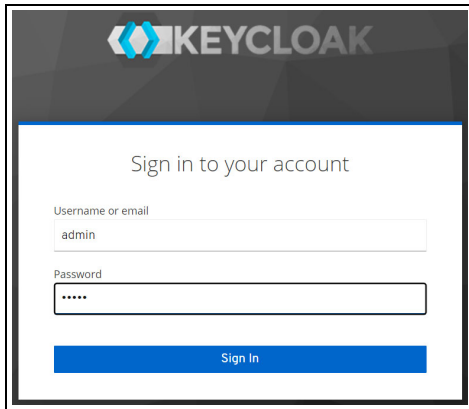 KEYCLOAK
Sign in to your account
Username or email
admin
Password
•••••
Sign In